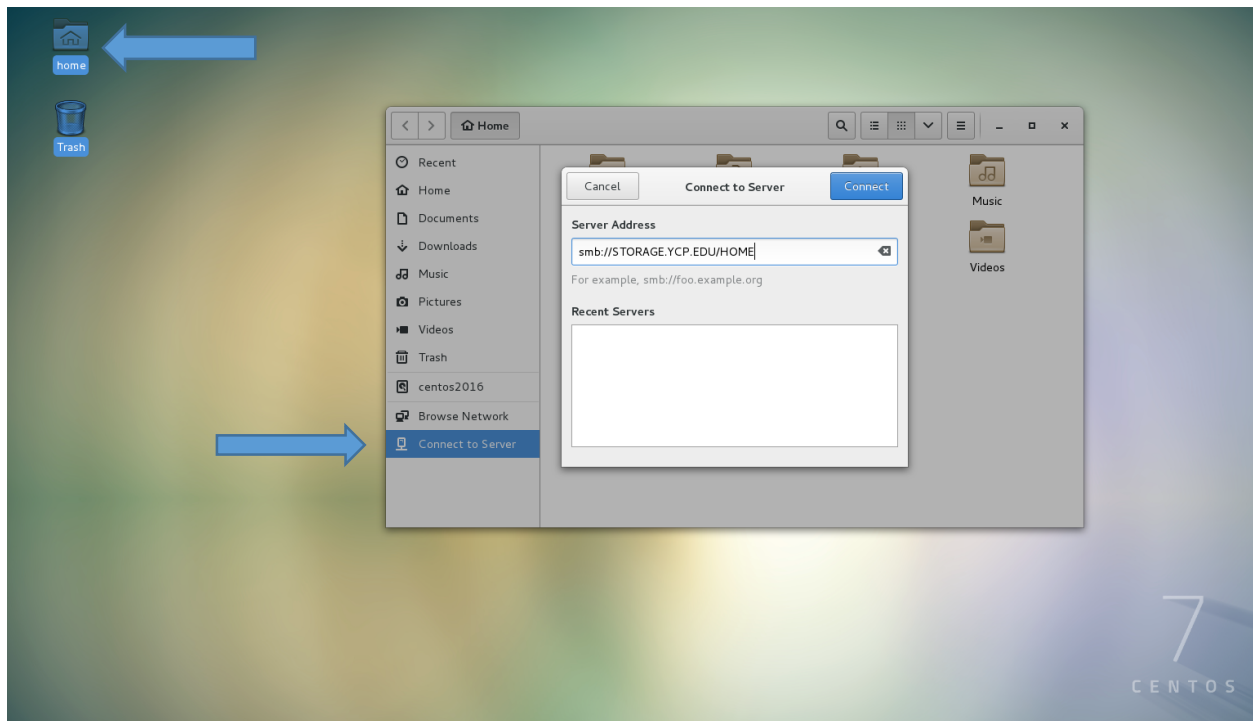 home
Trash
Home
Recent
Home
Documents
Downloads
Music
Pictures
Videos
Trash
centos2016
Browse Network
Connect to Server
Cancel
Connect to Server
Connect
Server Address
smb://STORAGE.YCP.EDU/HOME
For example, smb://foo.example.org
Recent Servers
Music
Videos
7
CENTOS